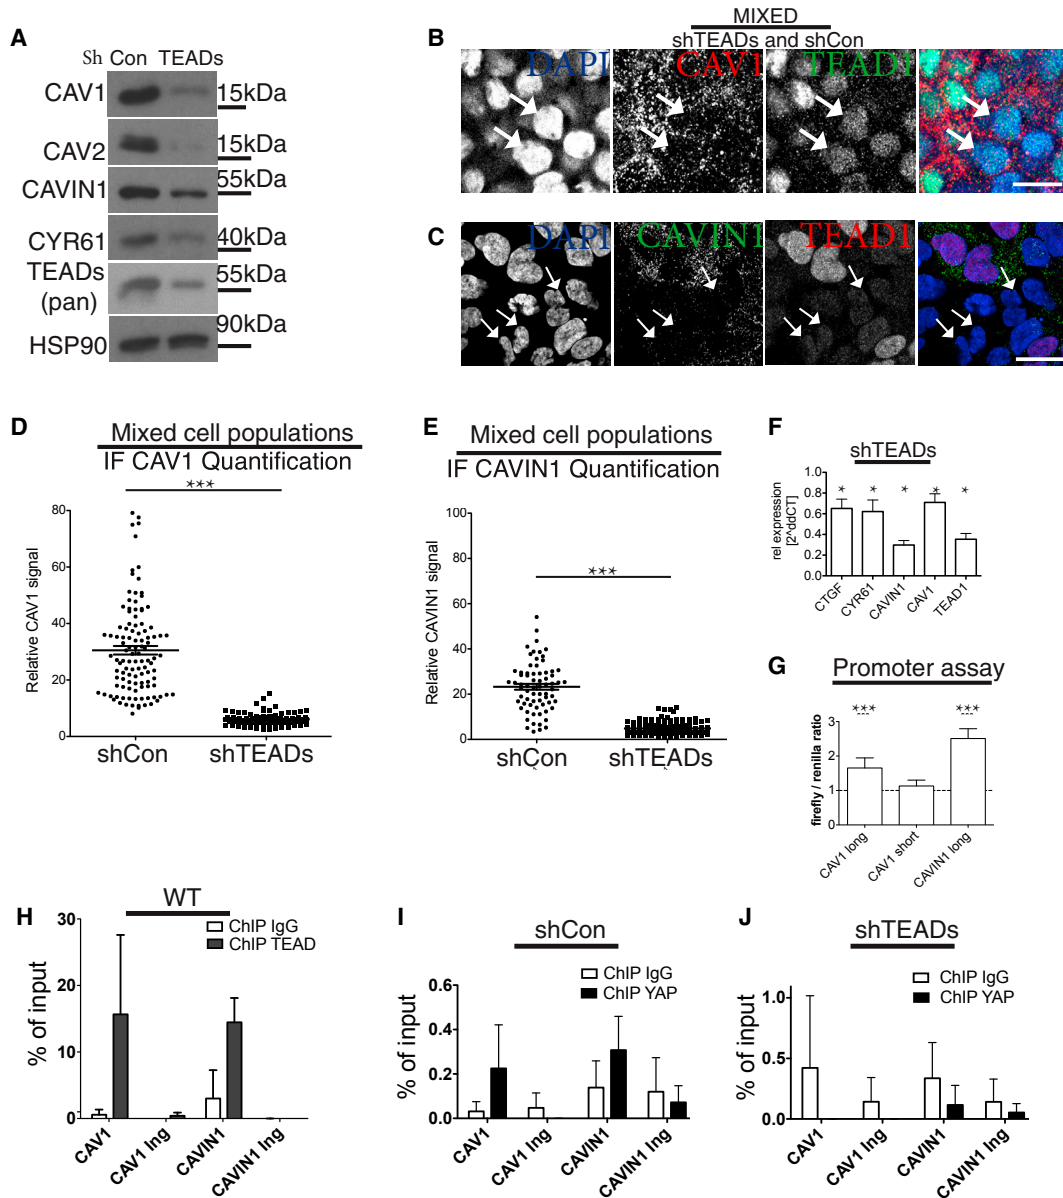 A
Sh Con TEADs
CAV1
15kDa
CAV2
15kDa
CAVIN1
55kDa
CYR61
40kDa
TEADs
(pan)
55kDa
HSP90
90kDa
B
MIXED
shTEADs and shCon
DAPI
CAV1
TEAD1
C
DAPI
CAVIN1
TEAD1
D
Mixed cell populations
IF CAV1 Quantification
***
Relative CAV1 signal
80
60
40
20
0
shCon
shTEADs
E
Mixed cell populations
IF CAVIN1 Quantification
***
Relative CAVIN1 signal
100
80
60
40
20
0
shCon
shTEADs
F
shTEADs
rel expression
[2^ddCT]
1.0
0.8
0.6
0.4
0.2
0.0
* * * * *
CTGF
CYR61
CAVIN1
CAV1
TEAD1
G
Promoter assay
*** ***
firefly / renilla ratio
3
2
1
0
CAV1 long
CAV1 short
CAVIN1 long
H
WT
ChIP IgG
ChIP TEAD
% of input
30
20
10
0
CAV1
CAV1 Ing
CAVIN1
CAVIN1 Ing
I
shCon
ChIP IgG
ChIP YAP
% of input
0.6
0.4
0.2
0.0
CAV1
CAV1 Ing
CAVIN1
CAVIN1 Ing
J
shTEADs
ChIP IgG
ChIP YAP
% of input
1.0
0.5
0.0
CAV1
CAV1 Ing
CAVIN1
CAVIN1 Ing